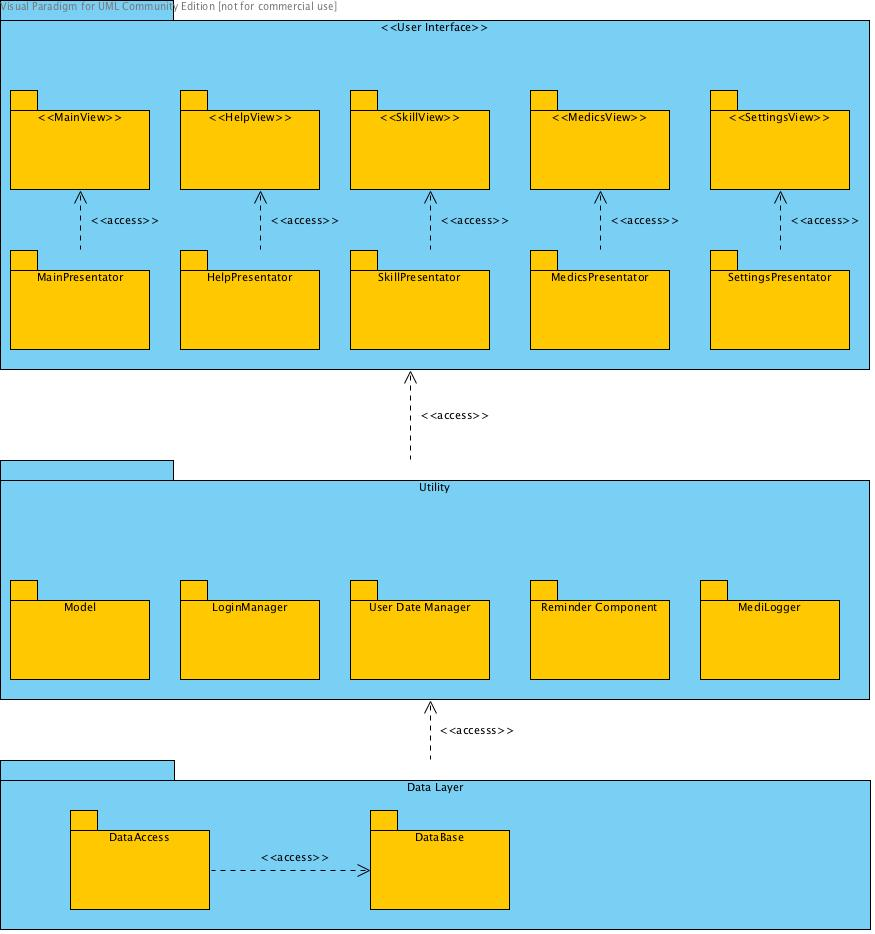 Visual Paradigm for UML Community Edition [not for commercial use]
<<User Interface>>
<<MainView>>
<<HelpView>>
<<SkillView>>
<<MedicsView>>
<<SettingsView>>
<<access>>
<<access>>
<<access>>
<<access>>
<<access>>
MainPresentator
HelpPresentator
SkillPresentator
MedicsPresentator
SettingsPresentator
<<access>>
Utility
Model
LoginManager
User Date Manager
Reminder Component
MediLogger
<<accesss>>
Data Layer
DataAccess
<<access>>
DataBase